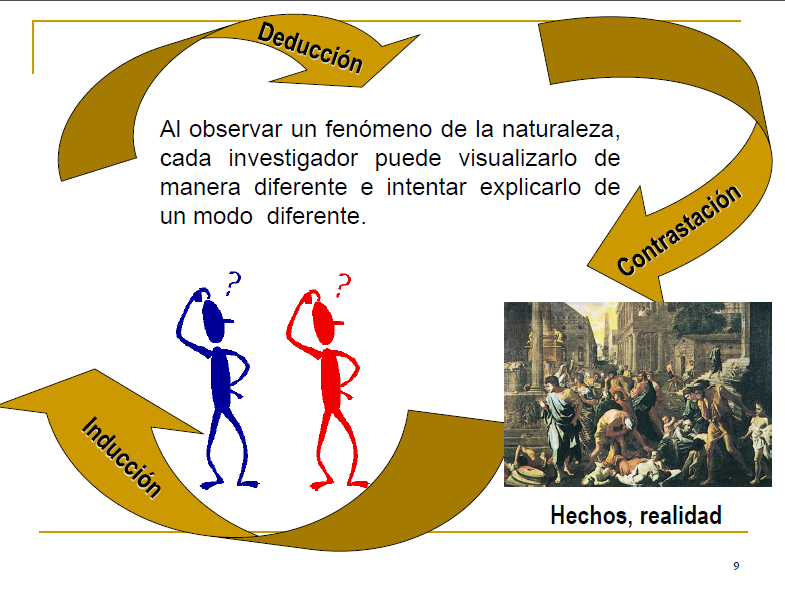 Deducción
Al observar un fenómeno de la naturaleza,
cada investigador puede visualizarlo de
manera diferente e intentar explicarlo de
un modo diferente.
Contrastación
?
?
Inducción
Hechos, realidad
9